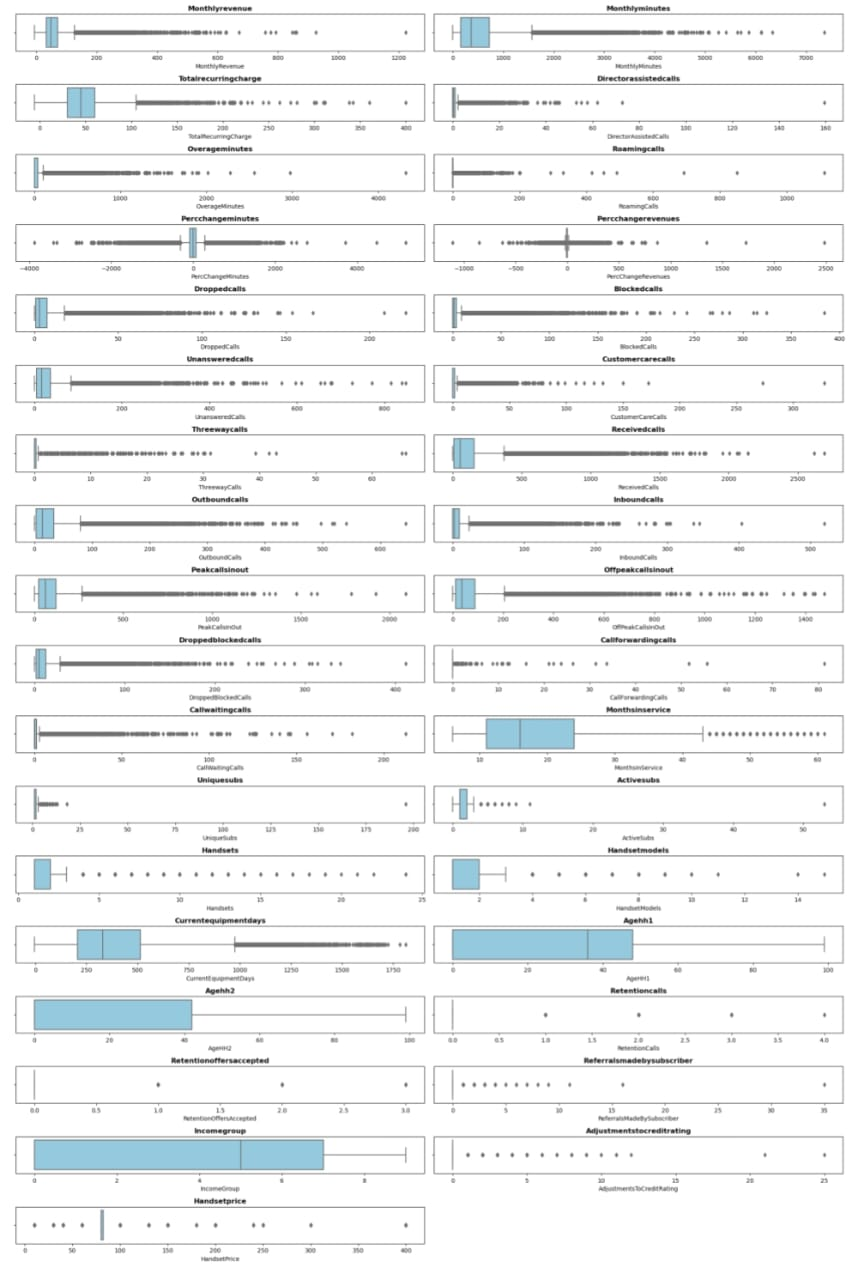 Monthlyrevenue
0 200 400 600 800 1000 1200
MonthlyRevenue
Monthlyminutes
0 1000 2000 3000 4000 5000 6000 7000
MonthlyMinutes
Totalrecurringcharge
0 50 100 150 200 250 300 350 400
TotalRecurringCharge
Directorassistedcalls
0 20 40 60 80 100 120 140 160
DirectorAssistedCalls
Overageminutes
0 1000 2000 3000 4000
OverageMinutes
Roamingcalls
0 200 400 600 800 1000
RoamingCalls
Percchangeminutes
−4000 −2000 0 2000 4000
PercChangeMinutes
Percchangerevenues
−1000 −500 0 500 1000 1500 2000 2500
PercChangeRevenues
Droppedcalls
0 50 100 150 200
DroppedCalls
Blockedcalls
0 50 100 150 200 250 300 350 400
BlockedCalls
Unansweredcalls
0 200 400 600 800
UnansweredCalls
Customercarecalls
0 50 100 150 200 250 300
CustomerCareCalls
Threewaycalls
0 10 20 30 40 50 60
ThreewayCalls
Receivedcalls
0 500 1000 1500 2000 2500
ReceivedCalls
Outboundcalls
0 100 200 300 400 500 600
OutboundCalls
Inboundcalls
0 100 200 300 400 500
InboundCalls
Peakcallsinout
0 500 1000 1500 2000
PeakCallsInOut
Offpeakcallsinout
0 200 400 600 800 1000 1200 1400
OffPeakCallsInOut
Droppedblockedcalls
0 100 200 300 400
DroppedBlockedCalls
Callforwardingcalls
0 10 20 30 40 50 60 70 80
CallForwardingCalls
Callwaitingcalls
0 50 100 150 200
CallWaitingCalls
Monthsinservice
10 20 30 40 50 60
MonthsInService
Uniquesubs
0 25 50 75 100 125 150 175 200
UniqueSubs
Activesubs
0 10 20 30 40 50
ActiveSubs
Handsets
0 5 10 15 20 25
Handsets
Handsetmodels
2 4 6 8 10 12 14
HandsetModels
Currentequipmentdays
0 250 500 750 1000 1250 1500 1750
CurrentEquipmentDays
Agehh1
0 20 40 60 80 100
AgeHH1
Agehh2
0 20 40 60 80 100
AgeHH2
Retentioncalls
0.0 0.5 1.0 1.5 2.0 2.5 3.0 3.5 4.0
RetentionCalls
Retentionoffersaccepted
0.0 0.5 1.0 1.5 2.0 2.5 3.0
RetentionOffersAccepted
Referralsmadebysubscriber
0 5 10 15 20 25 30 35
ReferralsMadeBySubscriber
Incomegroup
0 2 4 6 8
IncomeGroup
Adjustmentstocreditrating
0 5 10 15 20 25
AdjustmentsToCreditRating
Handsetprice
0 50 100 150 200 250 300 350 400
HandsetPrice